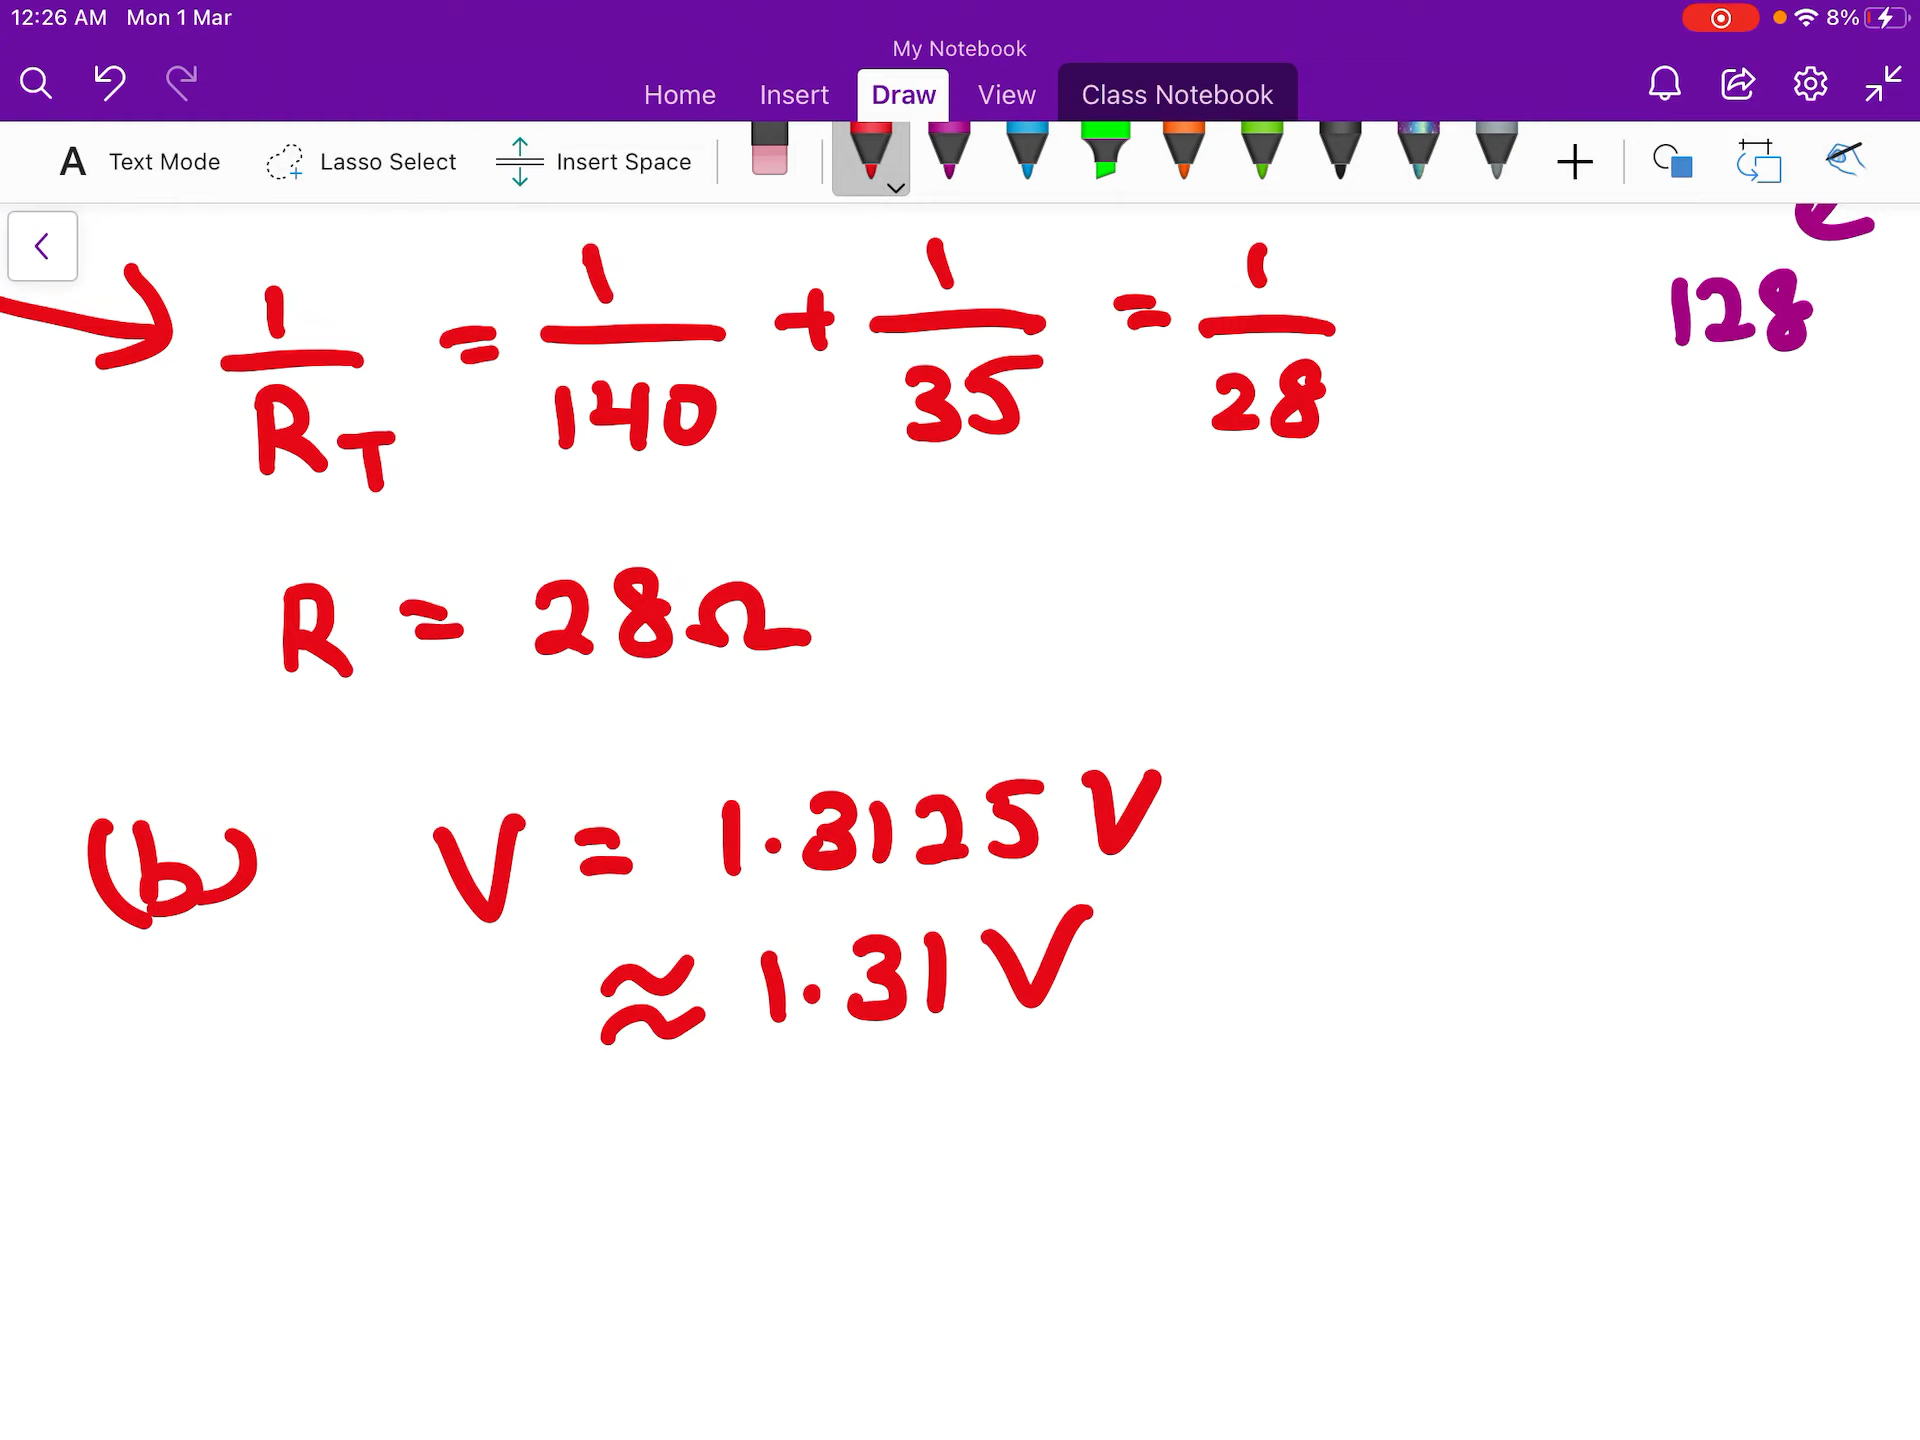 12:26 AM Mon 1 Mar
8%
My Notebook
Home Insert Draw View Class Notebook
A Text Mode Lasso Select Insert Space
1/R_T = 1/140 + 1/35 = 1/28
128
R = 28Ω
(b) V = 1.3125 V
≈ 1.31 V